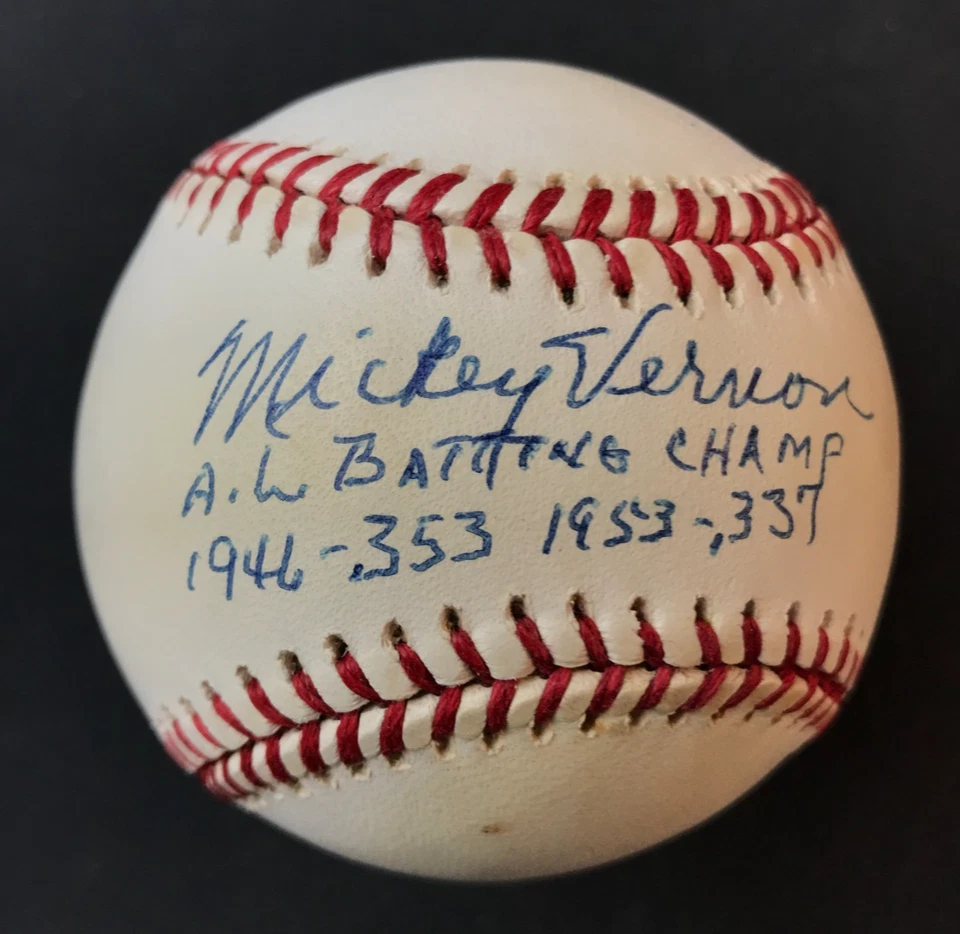 Mickey Vernon
A.L. BATTING CHAMP
1946-.353 1953-.337